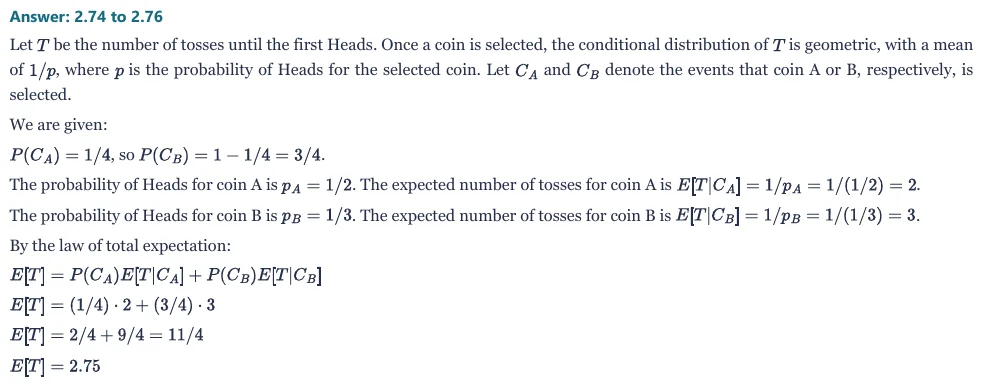 Answer: 2.74 to 2.76
Let T be the number of tosses until the first Heads. Once a coin is selected, the conditional distribution of T is geometric, with a mean
of 1/p, where p is the probability of Heads for the selected coin. Let C_A and C_B denote the events that coin A or B, respectively, is
selected.
We are given:
P(C_A) = 1/4, so P(C_B) = 1 – 1/4 = 3/4.
The probability of Heads for coin A is p_A = 1/2. The expected number of tosses for coin A is E[T|C_A] = 1/p_A = 1/(1/2) = 2.
The probability of Heads for coin B is p_B = 1/3. The expected number of tosses for coin B is E[T|C_B] = 1/p_B = 1/(1/3) = 3.
By the law of total expectation:
E[T] = P(C_A)E[T|C_A] + P(C_B)E[T|C_B]
E[T] = (1/4) · 2 + (3/4) · 3
E[T] = 2/4 + 9/4 = 11/4
E[T] = 2.75